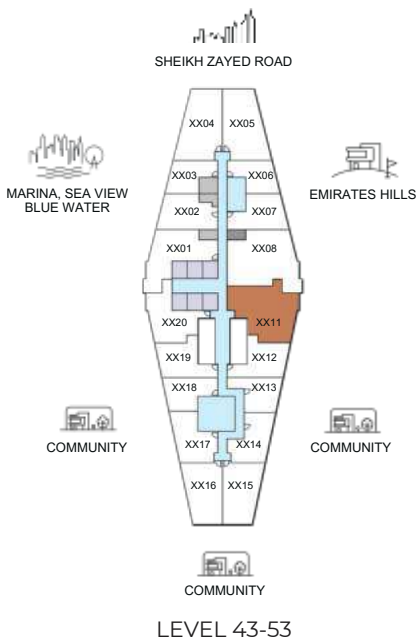 SHEIKH ZAYED ROAD
XX04 XX05
MARINA, SEA VIEW
BLUE WATER
XX03 XX06
EMIRATES HILLS
XX02 XX07
XX01 XX08
XX20 XX11
XX19 XX12
XX18 XX13
COMMUNITY
XX17 XX14
COMMUNITY
XX16 XX15
COMMUNITY
LEVEL 43-53